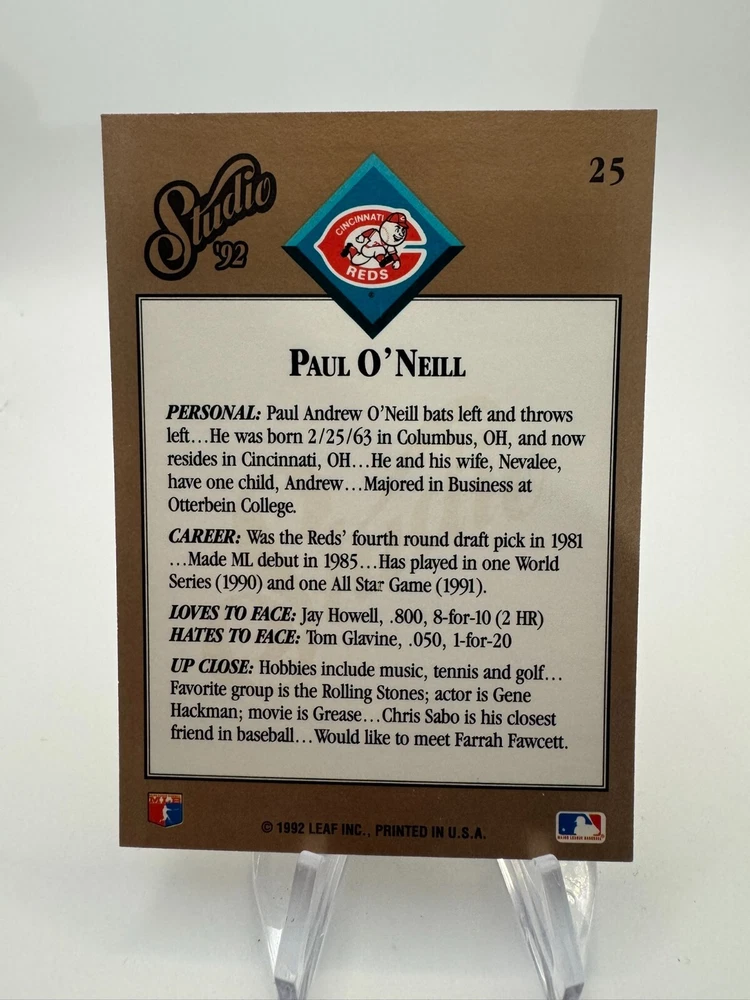 Studio
'92
25
CINCINNATI
REDS
PAUL O'NEILL
PERSONAL: Paul Andrew O'Neill bats left and throws
left...He was born 2/25/63 in Columbus, OH, and now
resides in Cincinnati, OH...He and his wife, Nevalee,
have one child, Andrew...Majored in Business at
Otterbein College.
CAREER: Was the Reds' fourth round draft pick in 1981
...Made ML debut in 1985...Has played in one World
Series (1990) and one All Star Game (1991).
LOVES TO FACE: Jay Howell, .800, 8-for-10 (2 HR)
HATES TO FACE: Tom Glavine, .050, 1-for-20
UP CLOSE: Hobbies include music, tennis and golf...
Favorite group is the Rolling Stones; actor is Gene
Hackman; movie is Grease...Chris Sabo is his closest
friend in baseball...Would like to meet Farrah Fawcett.
© 1992 LEAF INC., PRINTED IN U.S.A.
MAJOR LEAGUE BASEBALL